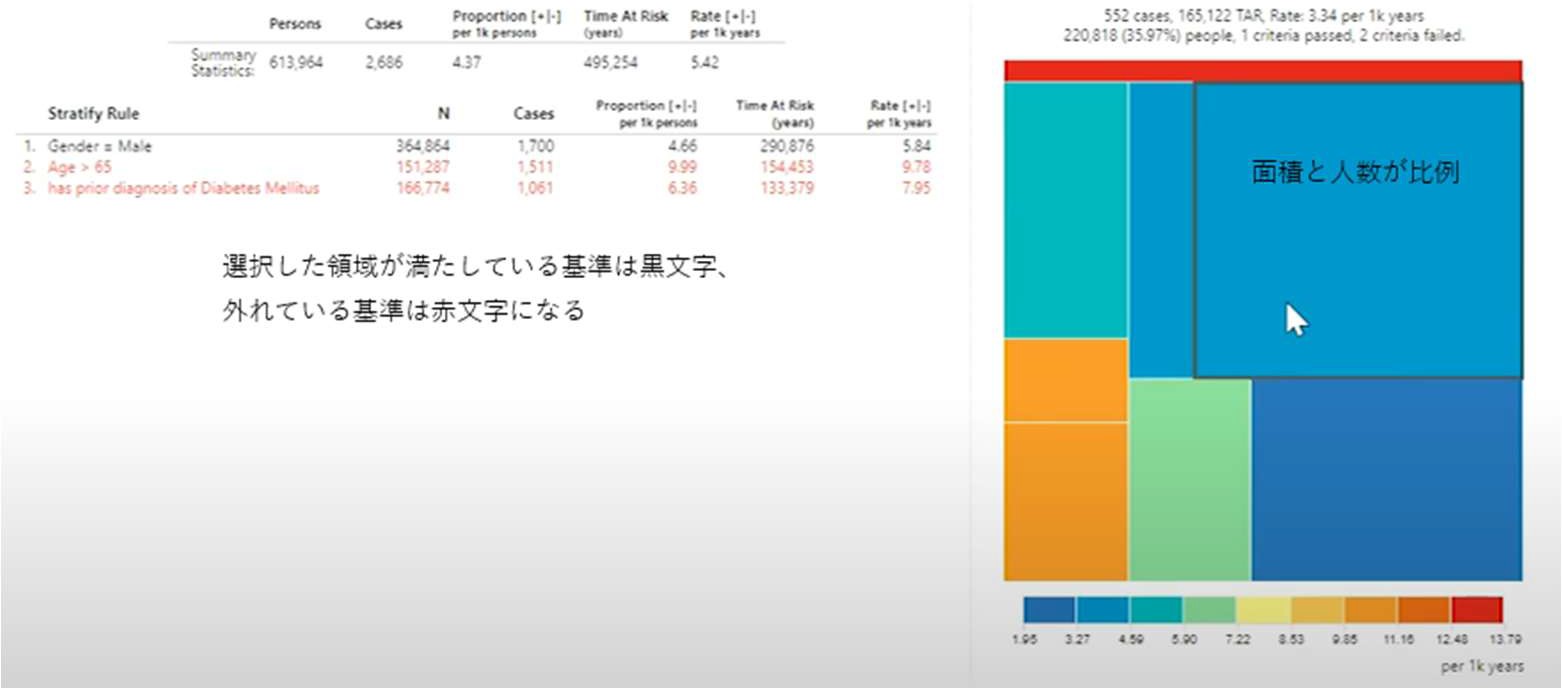 Persons Cases Proportion [+|-] per 1k persons Time At Risk (years) Rate [+|-] per 1k years
Summary Statistics: 613,964 2,686 4.37 495,254 5.42
Stratify Rule N Cases Proportion [+|-] per 1k persons Time At Risk (years) Rate [+|-] per 1k years
1. Gender = Male 364,864 1,700 4.66 290,876 5.84
2. Age > 65 151,287 1,511 9.99 154,453 9.78
3. has prior diagnosis of Diabetes Mellitus 166,774 1,061 6.36 133,379 7.95
選択した領域が満たしている基準は黒文字、
外れている基準は赤文字になる
552 cases, 165,122 TAR, Rate: 3.34 per 1k years
220,818 (35.97%) people, 1 criteria passed, 2 criteria failed.
面積と人数が比例
1.95 3.27 4.59 5.90 7.22 8.53 9.85 11.16 12.48 13.79
per 1k years